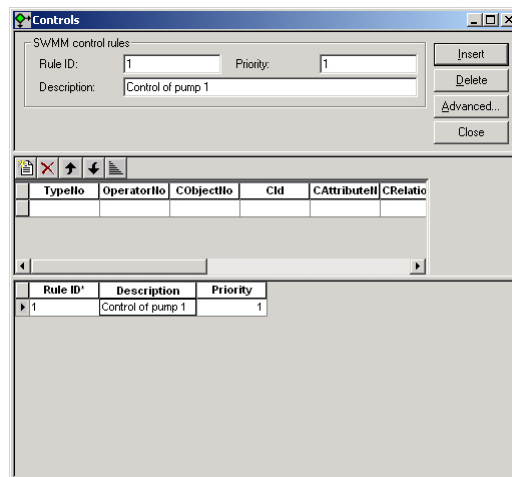 Controls
SWMM control rules
Rule ID: 1 Priority: 1 Insert
Description: Control of pump 1 Delete
Advanced...
Close
TypeNo OperatorNo CObjectNo CId CAttributeN CRelatio
Rule ID* Description Priority
1 Control of pump 1 1